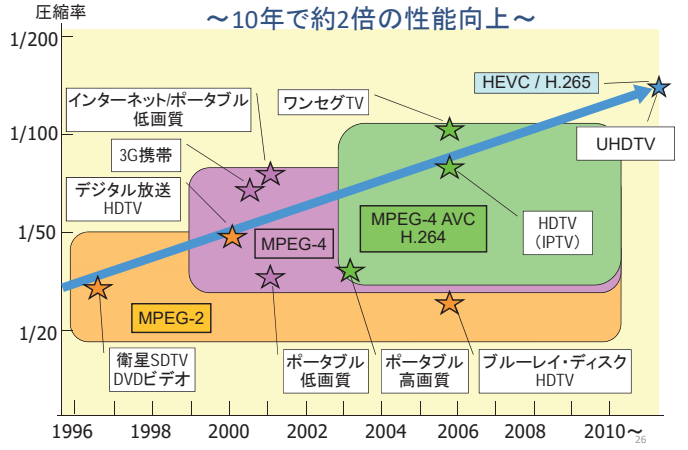 圧縮率
～10年で約2倍の性能向上～
1/200
1/100
1/50
1/20
インターネット/ポータブル
低画質
3G携帯
デジタル放送
HDTV
ワンセグTV
HEVC / H.265
UHDTV
MPEG-4
MPEG-4 AVC
H.264
HDTV
（IPTV）
MPEG-2
衛星SDTV
DVDビデオ
ポータブル
低画質
ポータブル
高画質
ブルーレイ・ディスク
HDTV
1996
1998
2000
2002
2004
2006
2008
2010～
26